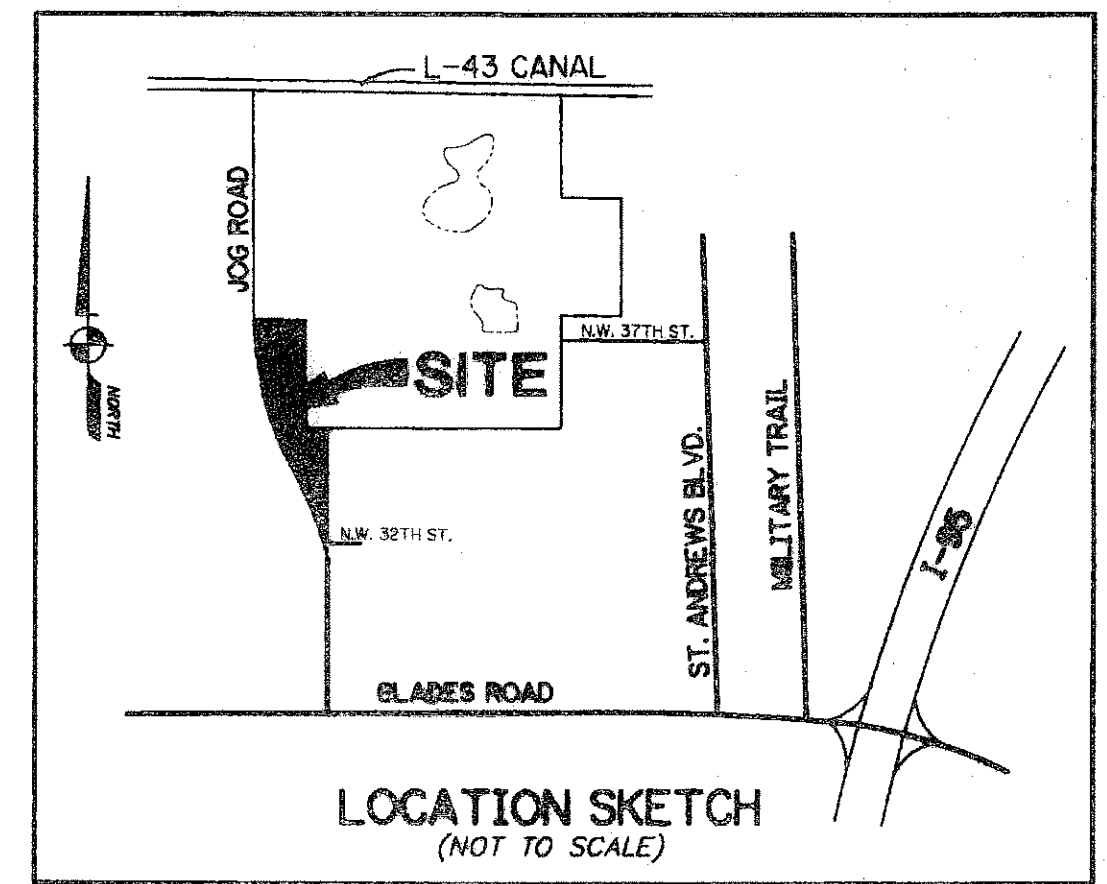 L-43 CANAL
JOG ROAD
N.W. 37TH ST.
SITE
NORTH
ST. ANDREWS BLVD.
MILITARY TRAIL
I-95
N.W. 32TH ST.
GLADES ROAD
LOCATION SKETCH
(NOT TO SCALE)